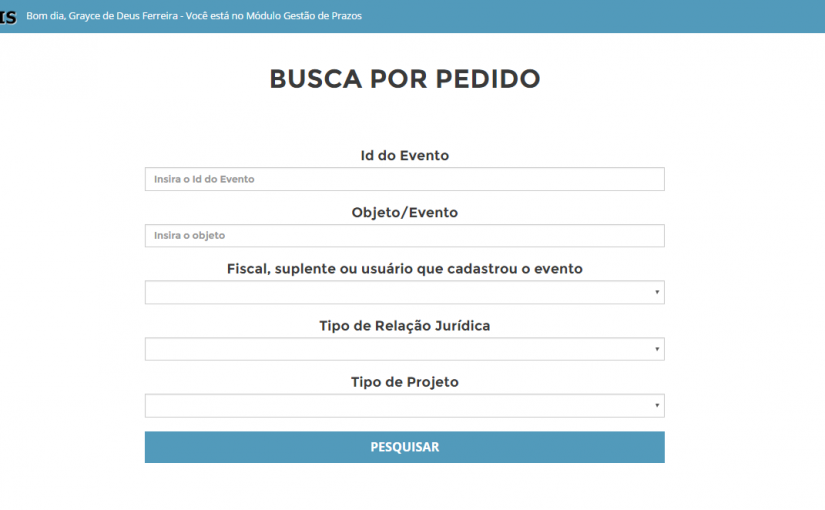 IS Bom dia, Grayce de Deus Ferreira - Você está no Módulo Gestão de Prazos
BUSCA POR PEDIDO
Id do Evento
Insira o Id do Evento
Objeto/Evento
Insira o objeto
Fiscal, suplente ou usuário que cadastrou o evento
Tipo de Relação Jurídica
Tipo de Projeto
PESQUISAR